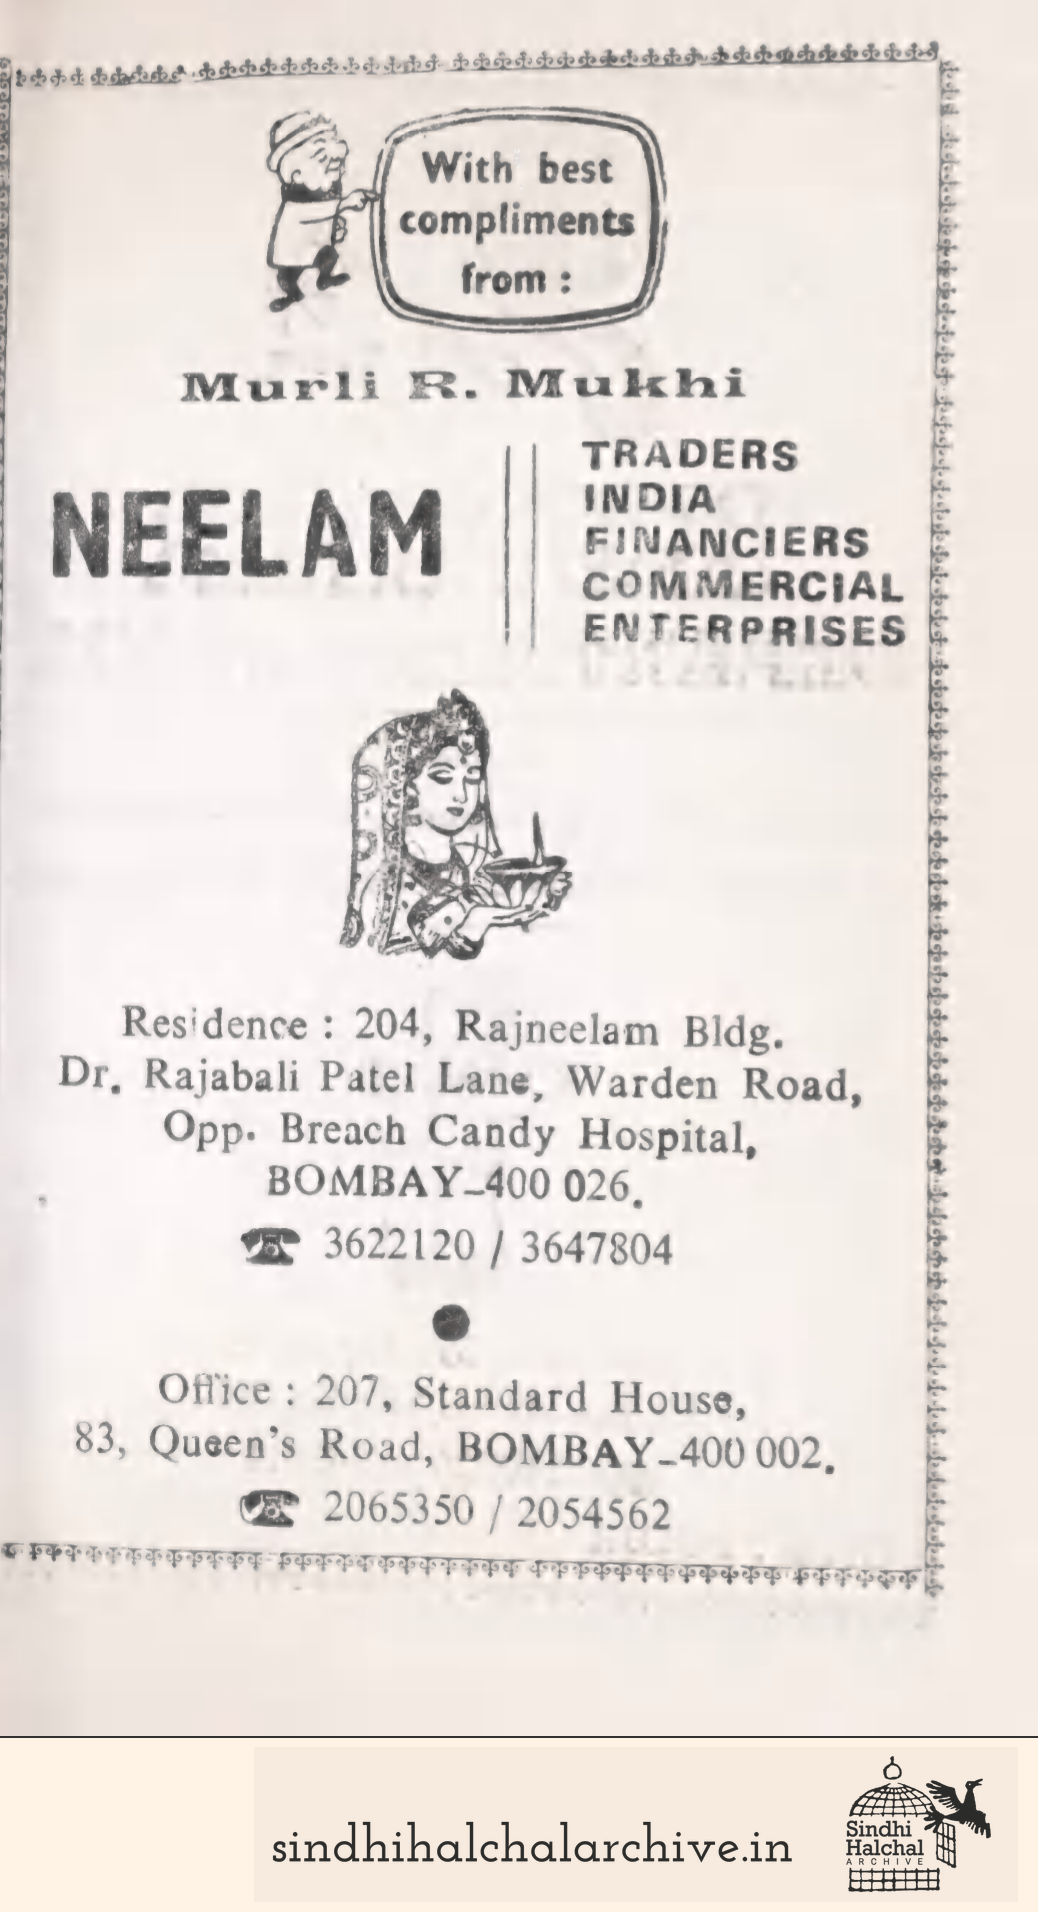 With best
compliments
from :
Murli R. Mukhi
NEELAM
TRADERS
INDIA
FINANCIERS
COMMERCIAL
ENTERPRISES
Residence : 204, Rajneelam Bldg.
Dr. Rajabali Patel Lane, Warden Road,
Opp. Breach Candy Hospital,
BOMBAY-400 026.
☎ 3622120 / 3647804
●
Office : 207, Standard House,
83, Queen's Road, BOMBAY-400 002.
☎ 2065350 / 2054562
sindhihalchalarchive.in
Sindhi
Halchal
ARCHIVE